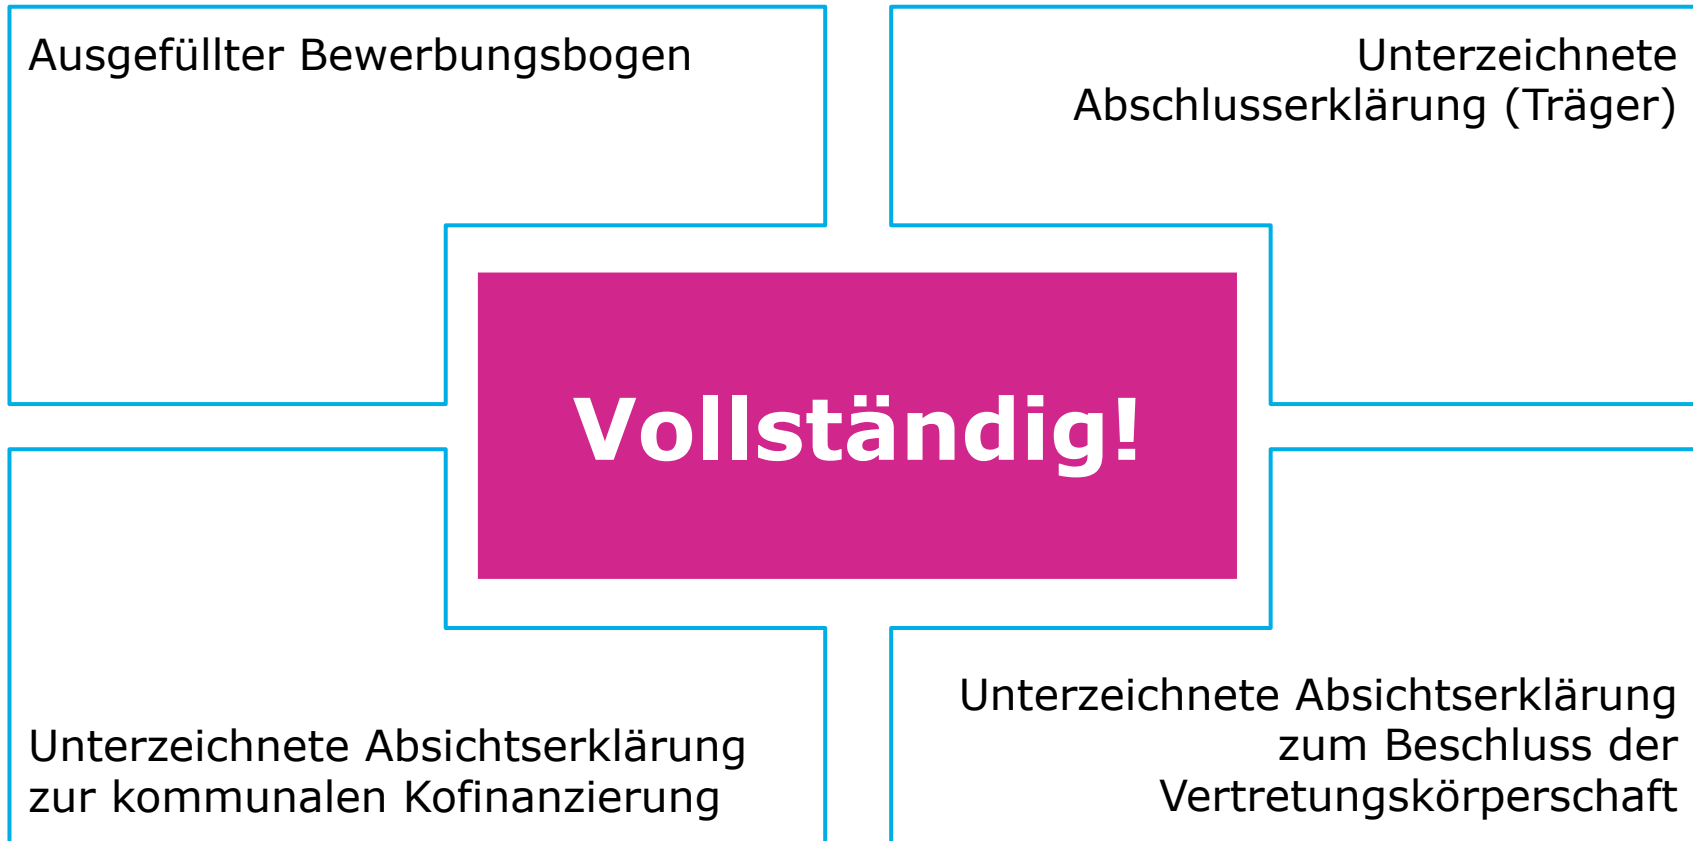 Ausgefüllter Bewerbungsbogen
Unterzeichnete
Abschlusserklärung (Träger)
Vollständig!
Unterzeichnete Absichtserklärung
zur kommunalen Kofinanzierung
Unterzeichnete Absichtserklärung
zum Beschluss der
Vertretungskörperschaft